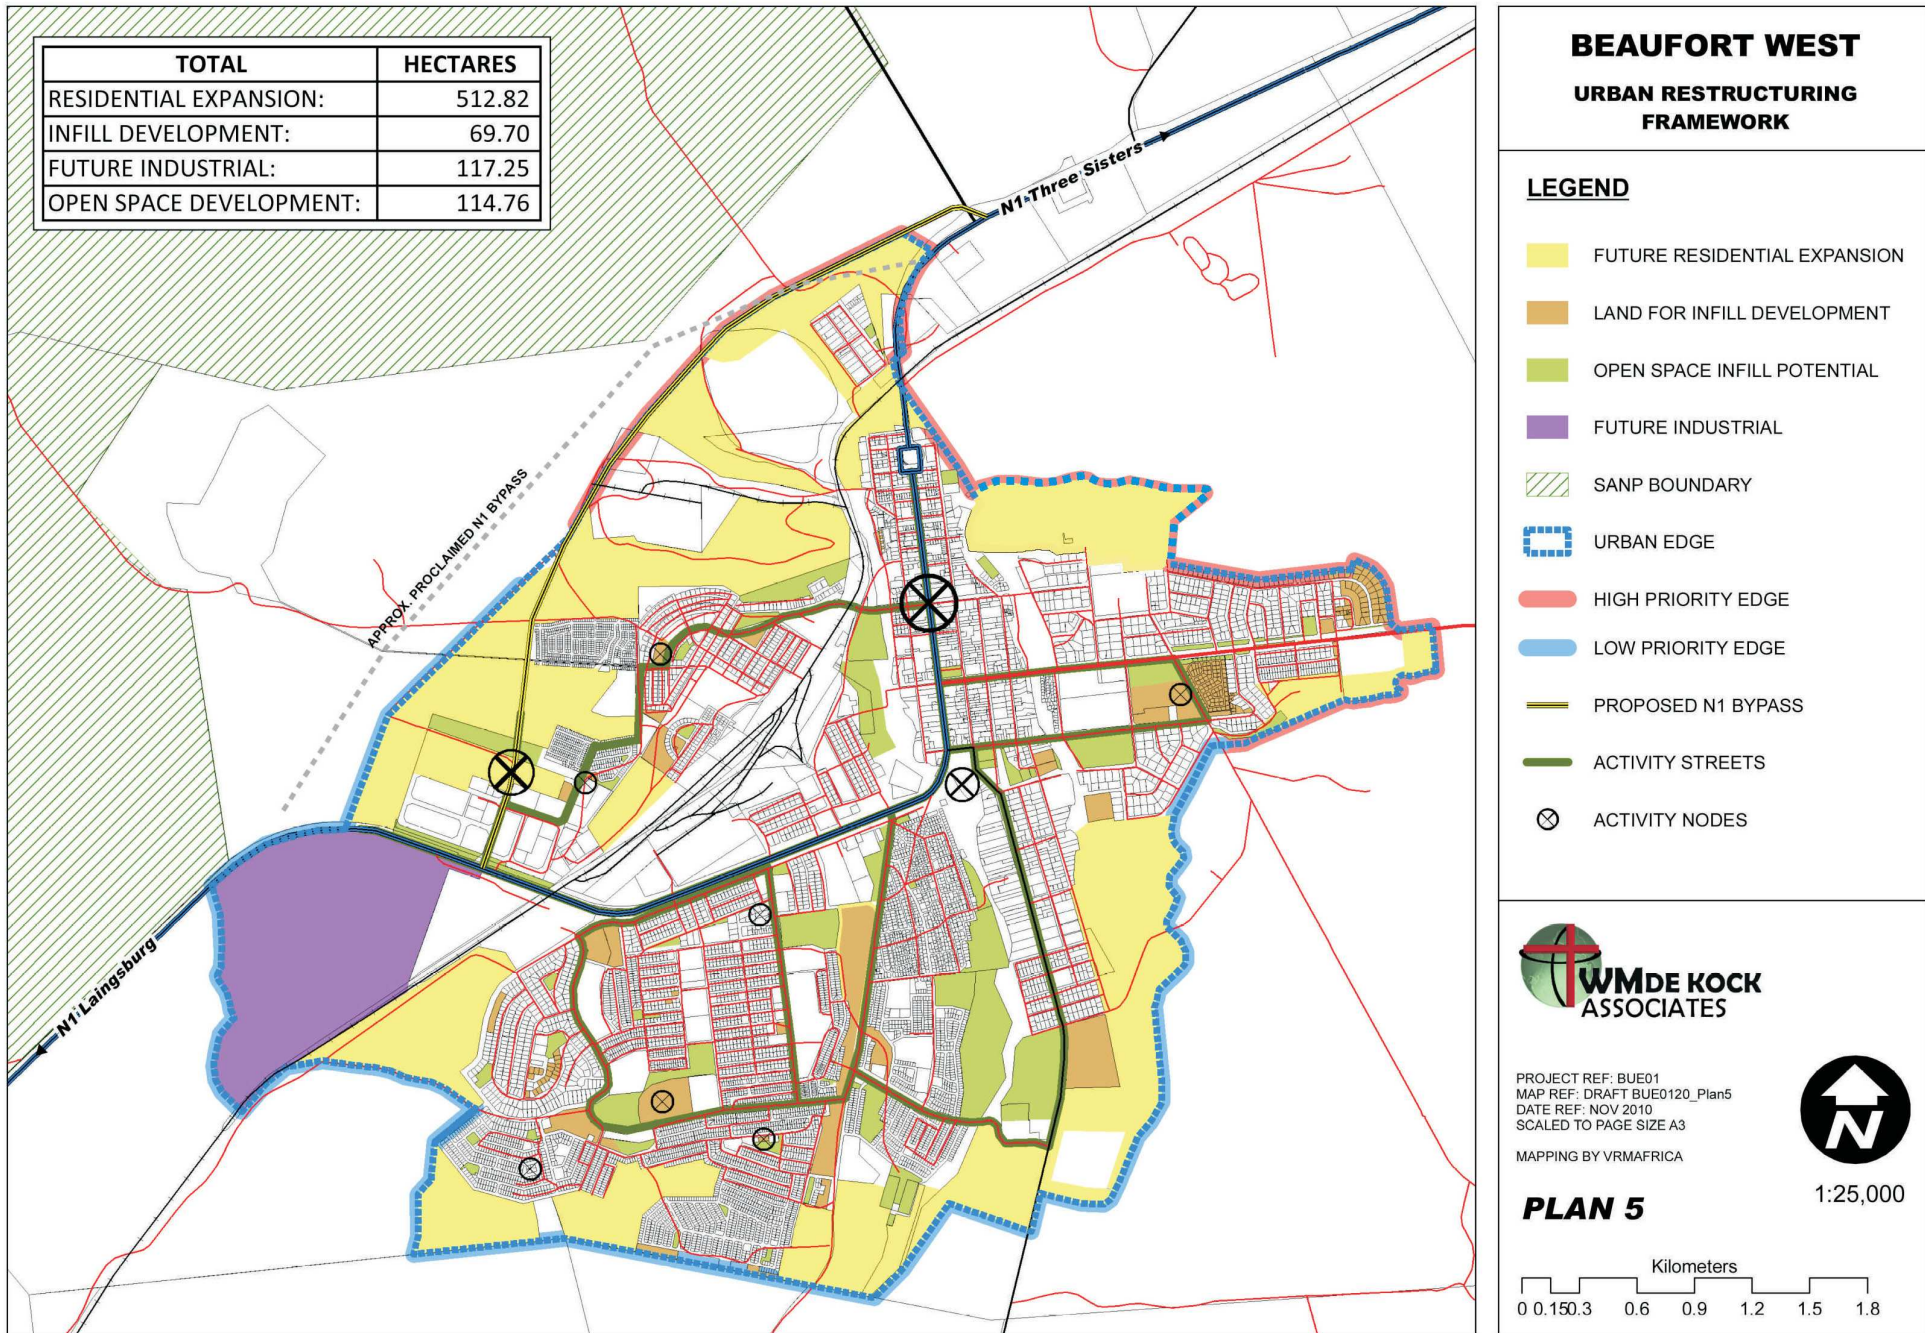 TOTAL HECTARES
RESIDENTIAL EXPANSION: 512.82
INFILL DEVELOPMENT: 69.70
FUTURE INDUSTRIAL: 117.25
OPEN SPACE DEVELOPMENT: 114.76
N1-Three Sisters
APPROX. PROCLAIMED N1 BYPASS
N1 Laingsburg
BEAUFORT WEST
URBAN RESTRUCTURING
FRAMEWORK
LEGEND
FUTURE RESIDENTIAL EXPANSION
LAND FOR INFILL DEVELOPMENT
OPEN SPACE INFILL POTENTIAL
FUTURE INDUSTRIAL
SANP BOUNDARY
URBAN EDGE
HIGH PRIORITY EDGE
LOW PRIORITY EDGE
PROPOSED N1 BYPASS
ACTIVITY STREETS
ACTIVITY NODES
WM DE KOCK
ASSOCIATES
PROJECT REF: BUE01
MAP REF: DRAFT BUE0120_Plan5
DATE REF: NOV 2010
SCALED TO PAGE SIZE A3
MAPPING BY VRMAFRICA
N
1:25,000
PLAN 5
Kilometers
0 0.15 0.3 0.6 0.9 1.2 1.5 1.8